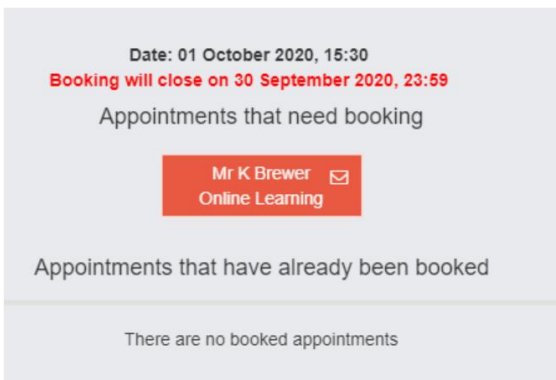 Date: 01 October 2020, 15:30
Booking will close on 30 September 2020, 23:59
Appointments that need booking
Mr K Brewer
Online Learning
Appointments that have already been booked
There are no booked appointments